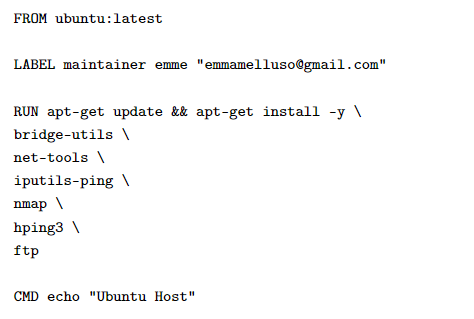 FROM ubuntu:latest
LABEL maintainer emme "emmamelluso@gmail.com"
RUN apt-get update && apt-get install -y \
bridge-utils \
net-tools \
iputils-ping \
nmap \
hping3 \
ftp
CMD echo "Ubuntu Host"